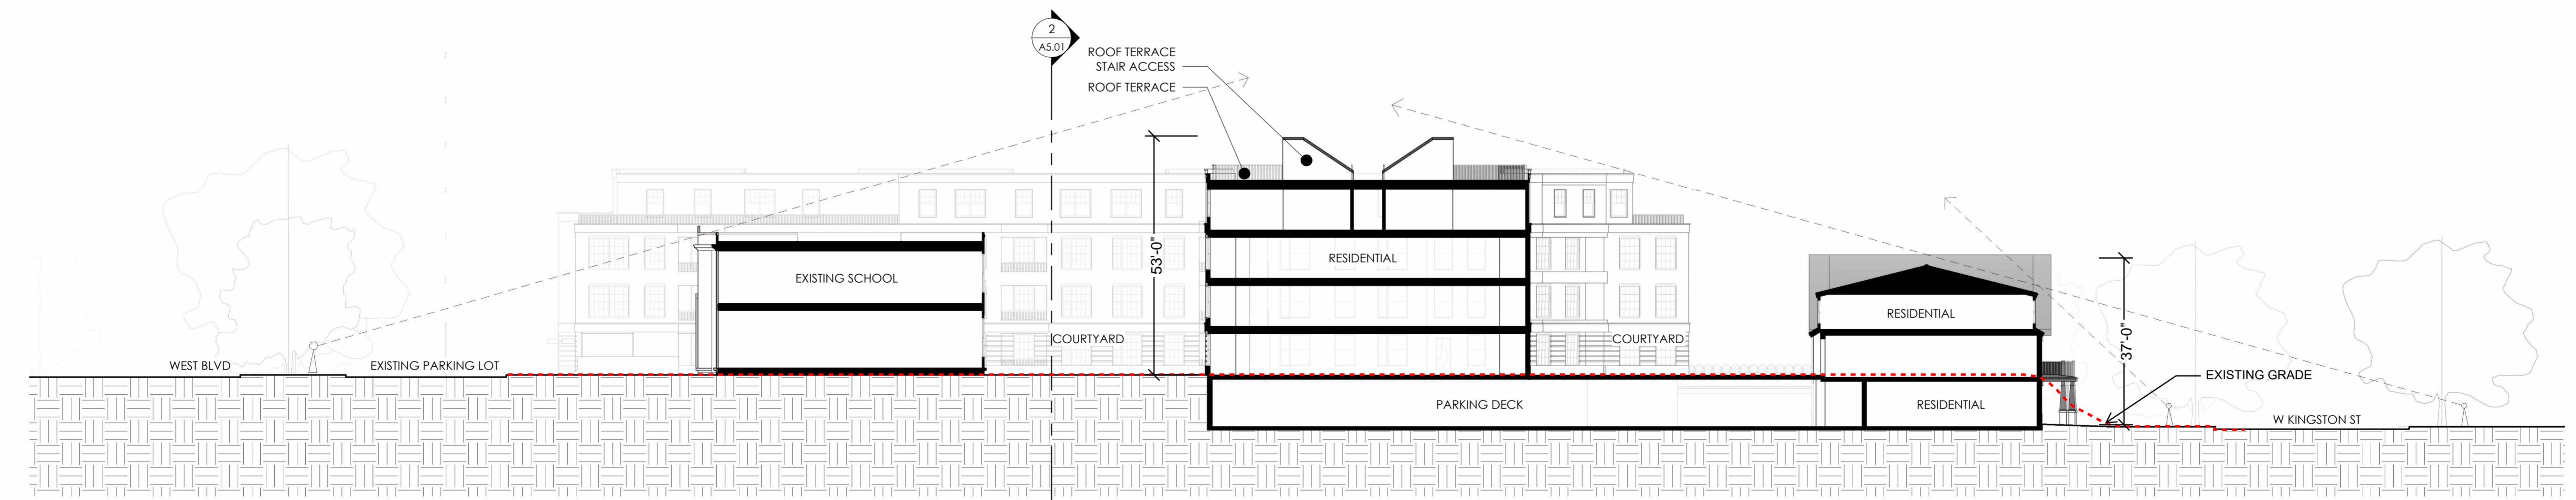 2
A5.01
ROOF TERRACE
STAIR ACCESS
ROOF TERRACE
53'-0"
RESIDENTIAL
EXISTING SCHOOL
RESIDENTIAL
COURTYARD
COURTYARD
37'-0"
WEST BLVD
EXISTING PARKING LOT
EXISTING GRADE
PARKING DECK
RESIDENTIAL
W KINGSTON ST